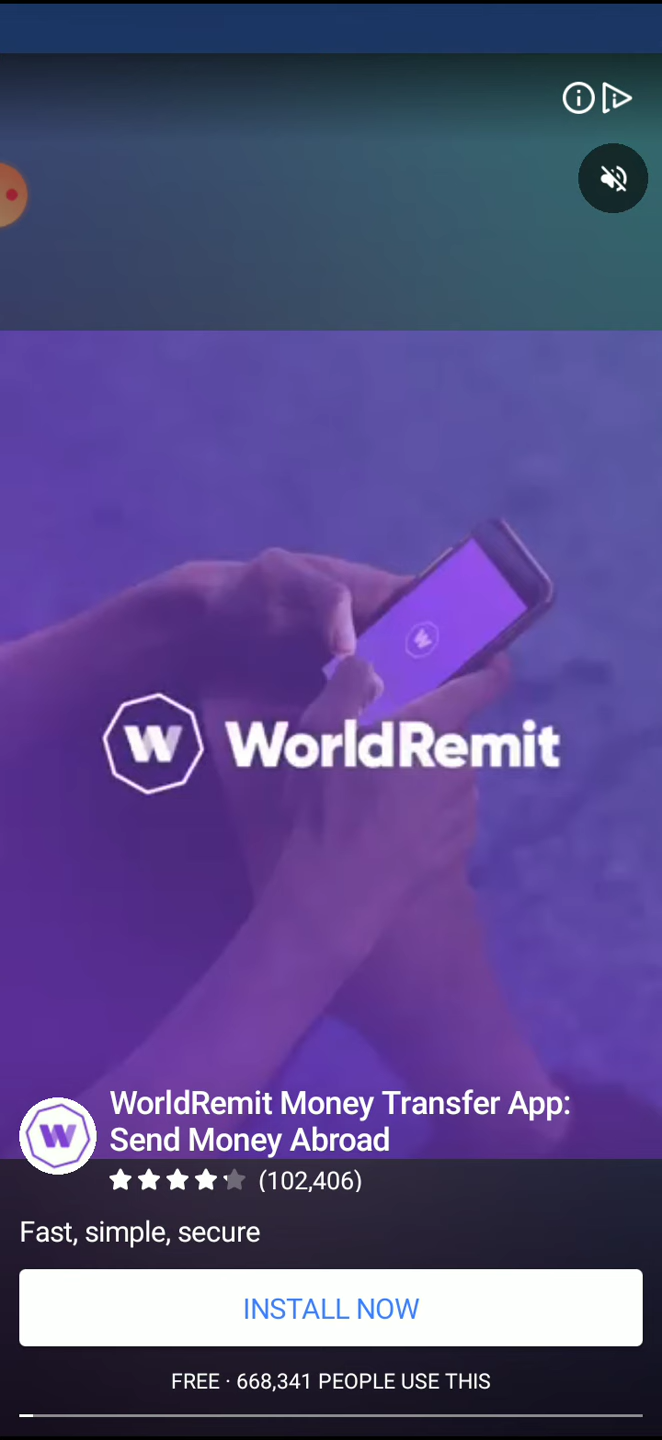 WorldRemit
WorldRemit Money Transfer App:
Send Money Abroad
(102,406)
Fast, simple, secure
INSTALL NOW
FREE · 668,341 PEOPLE USE THIS